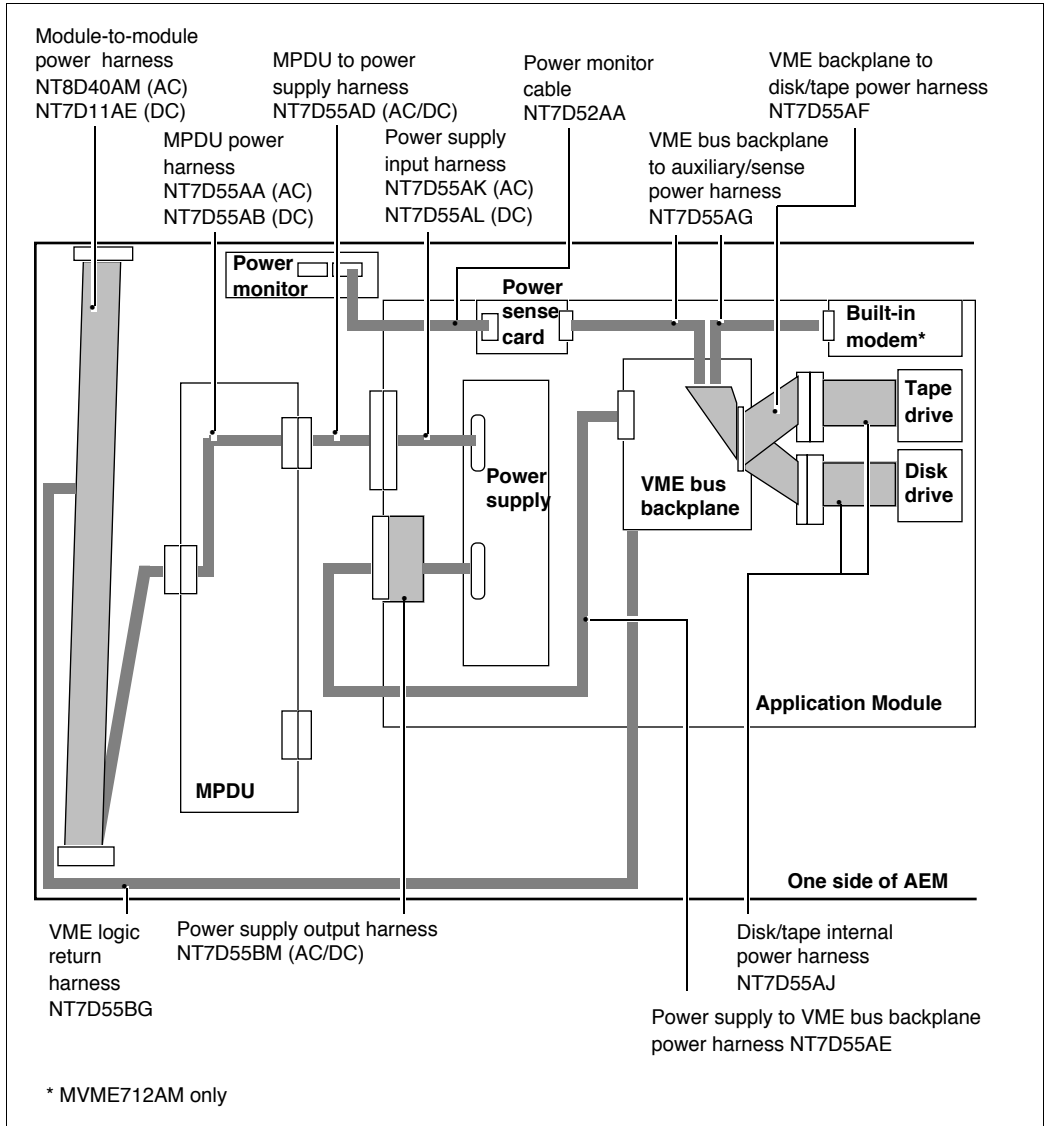 Module-to-module
power harness
NT8D40AM (AC)
NT7D11AE (DC)
MPDU to power
supply harness
NT7D55AD (AC/DC)
Power monitor
cable
NT7D52AA
VME backplane to
disk/tape power harness
NT7D55AF
MPDU power
harness
NT7D55AA (AC)
NT7D55AB (DC)
Power supply
input harness
NT7D55AK (AC)
NT7D55AL (DC)
VME bus backplane
to auxiliary/sense
power harness
NT7D55AG
Power
monitor
Power
sense
card
Built-in
modem*
Tape
drive
Disk
drive
Power
supply
VME bus
backplane
Application Module
MPDU
One side of AEM
VME logic
return
harness
NT7D55BG
Power supply output harness
NT7D55BM (AC/DC)
Disk/tape internal
power harness
NT7D55AJ
Power supply to VME bus backplane
power harness NT7D55AE
* MVME712AM only